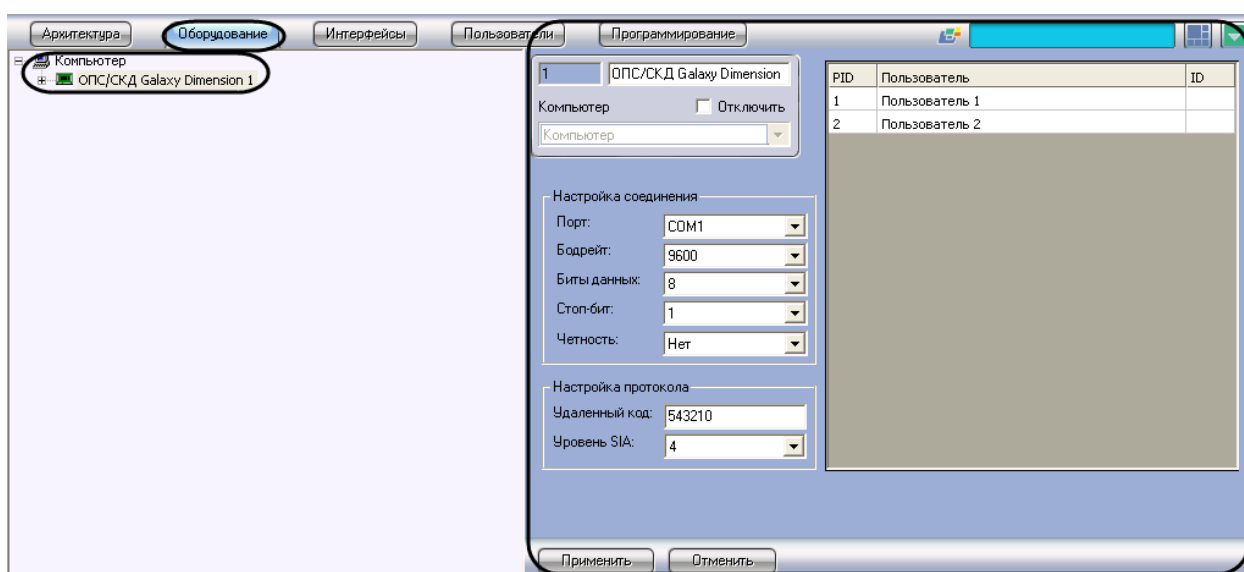 Архитектура Оборудование Интерфейсы Пользователи Программирование
Компьютер
ОПС/СКД Galaxy Dimension 1
1 ОПС/СКД Galaxy Dimension
Компьютер Отключить
Компьютер
Настройка соединения
Порт: COM1
Бодрейт: 9600
Биты данных: 8
Стоп-бит: 1
Четность: Нет
Настройка протокола
Удаленный код: 543210
Уровень SIA: 4
PID Пользователь ID
1 Пользователь 1
2 Пользователь 2
Применить Отменить